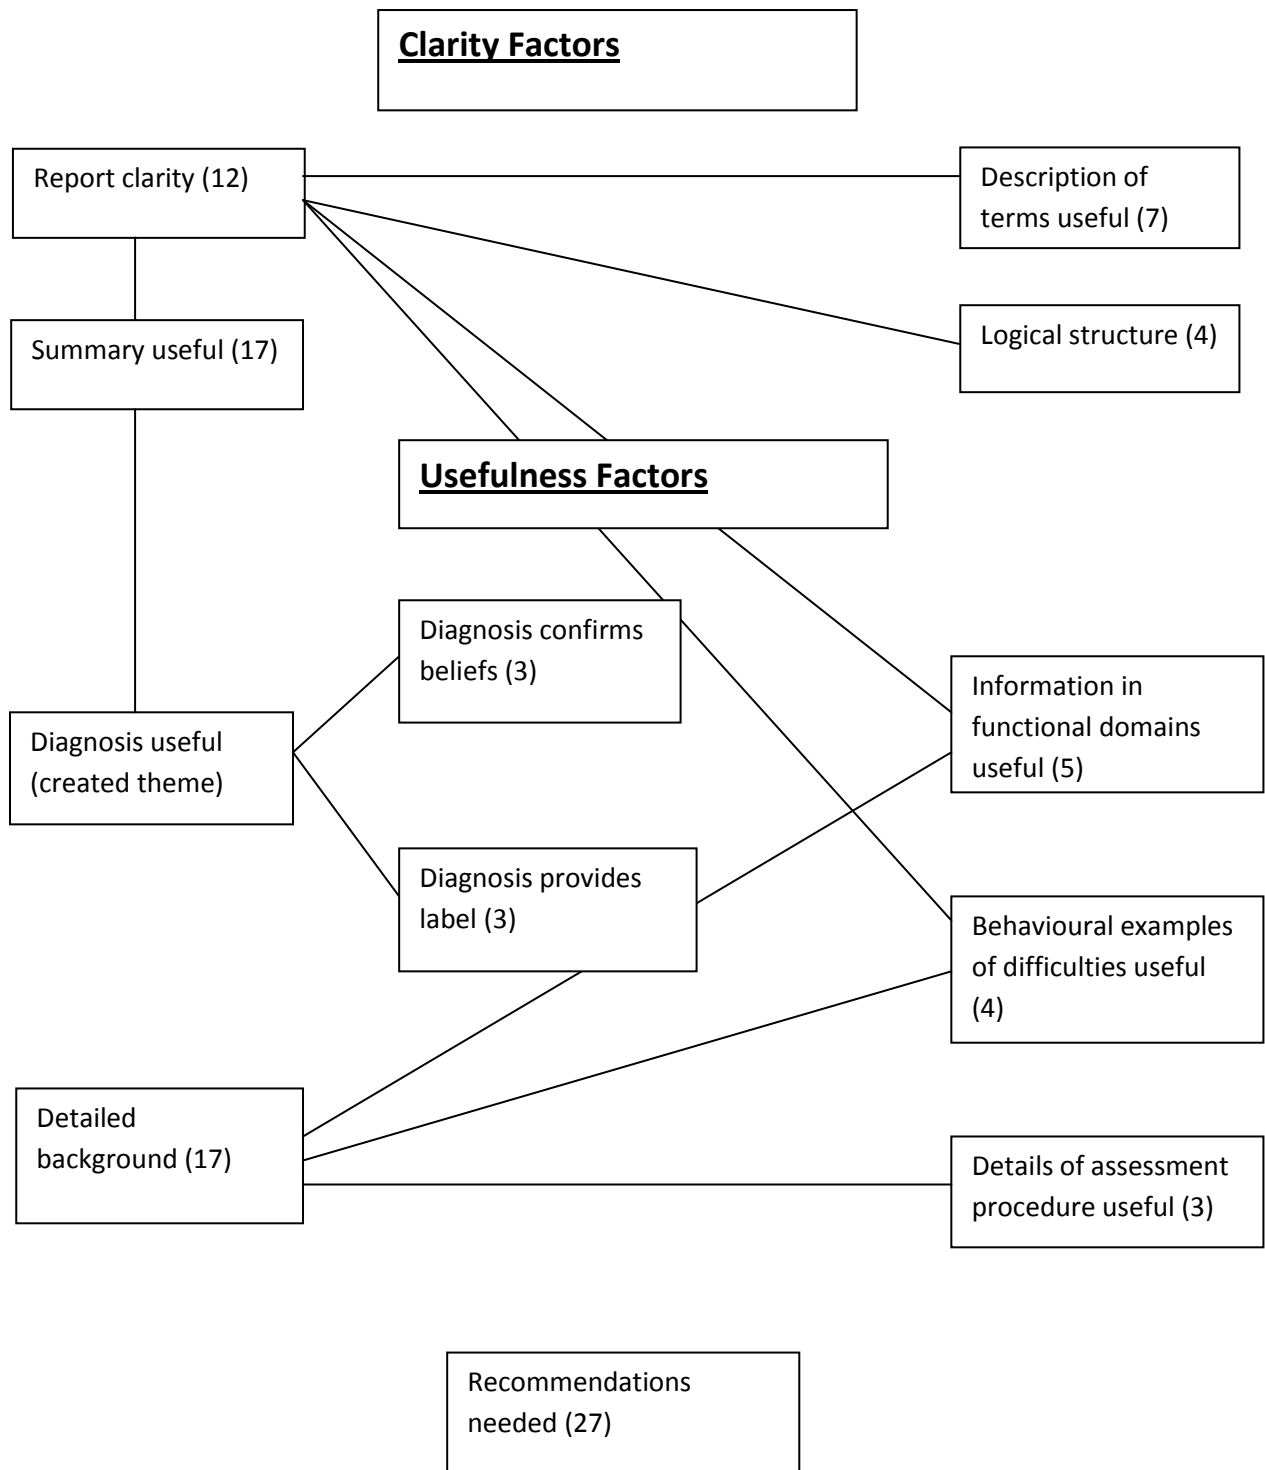 Clarity Factors
Report clarity (12)
Description of
terms useful (7)
Summary useful (17)
Logical structure (4)
Usefulness Factors
Diagnosis confirms
beliefs (3)
Information in
functional domains
useful (5)
Diagnosis useful
(created theme)
Diagnosis provides
label (3)
Behavioural examples
of difficulties useful
(4)
Detailed
background (17)
Details of assessment
procedure useful (3)
Recommendations
needed (27)